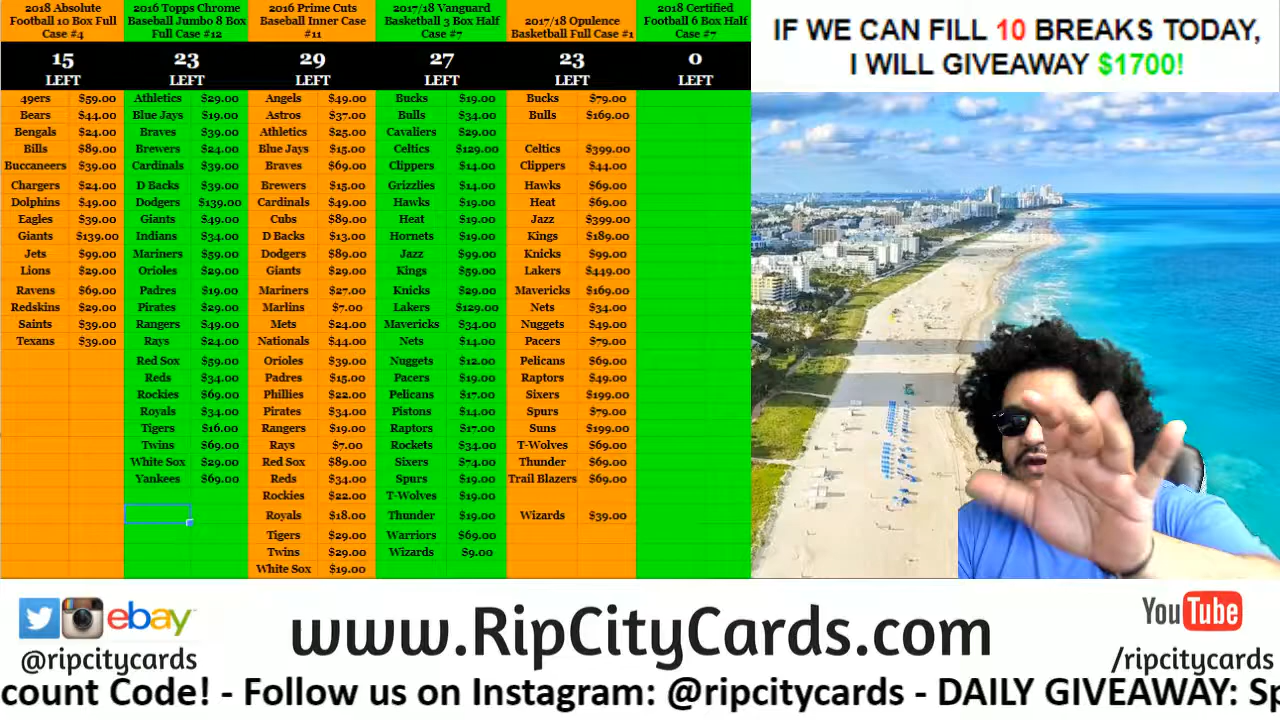 2018 Absolute Football 10 Box Full Case #4
2016 Topps Chrome Baseball Jumbo 8 Box Full Case #12
2016 Prime Cuts Baseball Inner Case #11
2017/18 Vanguard Basketball 3 Box Half Case #7
2017/18 Opulence Basketball Full Case #1
2018 Certified Football 6 Box Half Case #7
IF WE CAN FILL 10 BREAKS TODAY,
I WILL GIVEAWAY $1700!
15 23 29 27 23 0
LEFT LEFT LEFT LEFT LEFT LEFT
49ers $59.00 Athletics $29.00 Angels $49.00 Bucks $19.00 Bucks $79.00
Bears $44.00 Blue Jays $19.00 Astros $37.00 Bulls $34.00 Bulls $169.00
Bengals $24.00 Braves $39.00 Athletics $25.00 Cavaliers $29.00
Bills $89.00 Brewers $24.00 Blue Jays $15.00 Celtics $129.00 Celtics $399.00
Buccaneers $39.00 Cardinals $39.00 Braves $69.00 Clippers $14.00 Clippers $44.00
Chargers $24.00 D Backs $39.00 Brewers $15.00 Grizzlies $14.00 Hawks $69.00
Dolphins $49.00 Dodgers $139.00 Cardinals $49.00 Hawks $19.00 Heat $69.00
Eagles $39.00 Giants $49.00 Cubs $89.00 Heat $19.00 Jazz $399.00
Giants $139.00 Indians $34.00 D Backs $13.00 Hornets $19.00 Kings $189.00
Jets $99.00 Mariners $59.00 Dodgers $89.00 Jazz $99.00 Knicks $99.00
Lions $29.00 Orioles $29.00 Giants $29.00 Kings $59.00 Lakers $449.00
Ravens $69.00 Padres $19.00 Mariners $27.00 Knicks $29.00 Mavericks $169.00
Redskins $29.00 Pirates $29.00 Marlins $7.00 Lakers $129.00 Nets $34.00
Saints $39.00 Rangers $49.00 Mets $24.00 Mavericks $34.00 Nuggets $49.00
Texans $39.00 Rays $24.00 Nationals $44.00 Nets $14.00 Pacers $79.00
Red Sox $59.00 Orioles $39.00 Nuggets $12.00 Pelicans $69.00
Reds $34.00 Padres $15.00 Pacers $19.00 Raptors $49.00
Rockies $69.00 Phillies $22.00 Pelicans $17.00 Sixers $199.00
Royals $34.00 Pirates $34.00 Pistons $14.00 Spurs $79.00
Tigers $16.00 Rangers $19.00 Raptors $17.00 Suns $199.00
Twins $69.00 Rays $7.00 Rockets $34.00 T-Wolves $69.00
White Sox $29.00 Red Sox $89.00 Sixers $74.00 Thunder $69.00
Yankees $69.00 Reds $34.00 Spurs $19.00 Trail Blazers $69.00
Rockies $22.00 T-Wolves $19.00
Royals $18.00 Thunder $19.00 Wizards $39.00
Tigers $29.00 Warriors $69.00
Twins $29.00 Wizards $9.00
White Sox $19.00
ebay
@ripcitycards
www.RipCityCards.com
YouTube
/ripcitycards
count Code! - Follow us on Instagram: @ripcitycards - DAILY GIVEAWAY: Sp